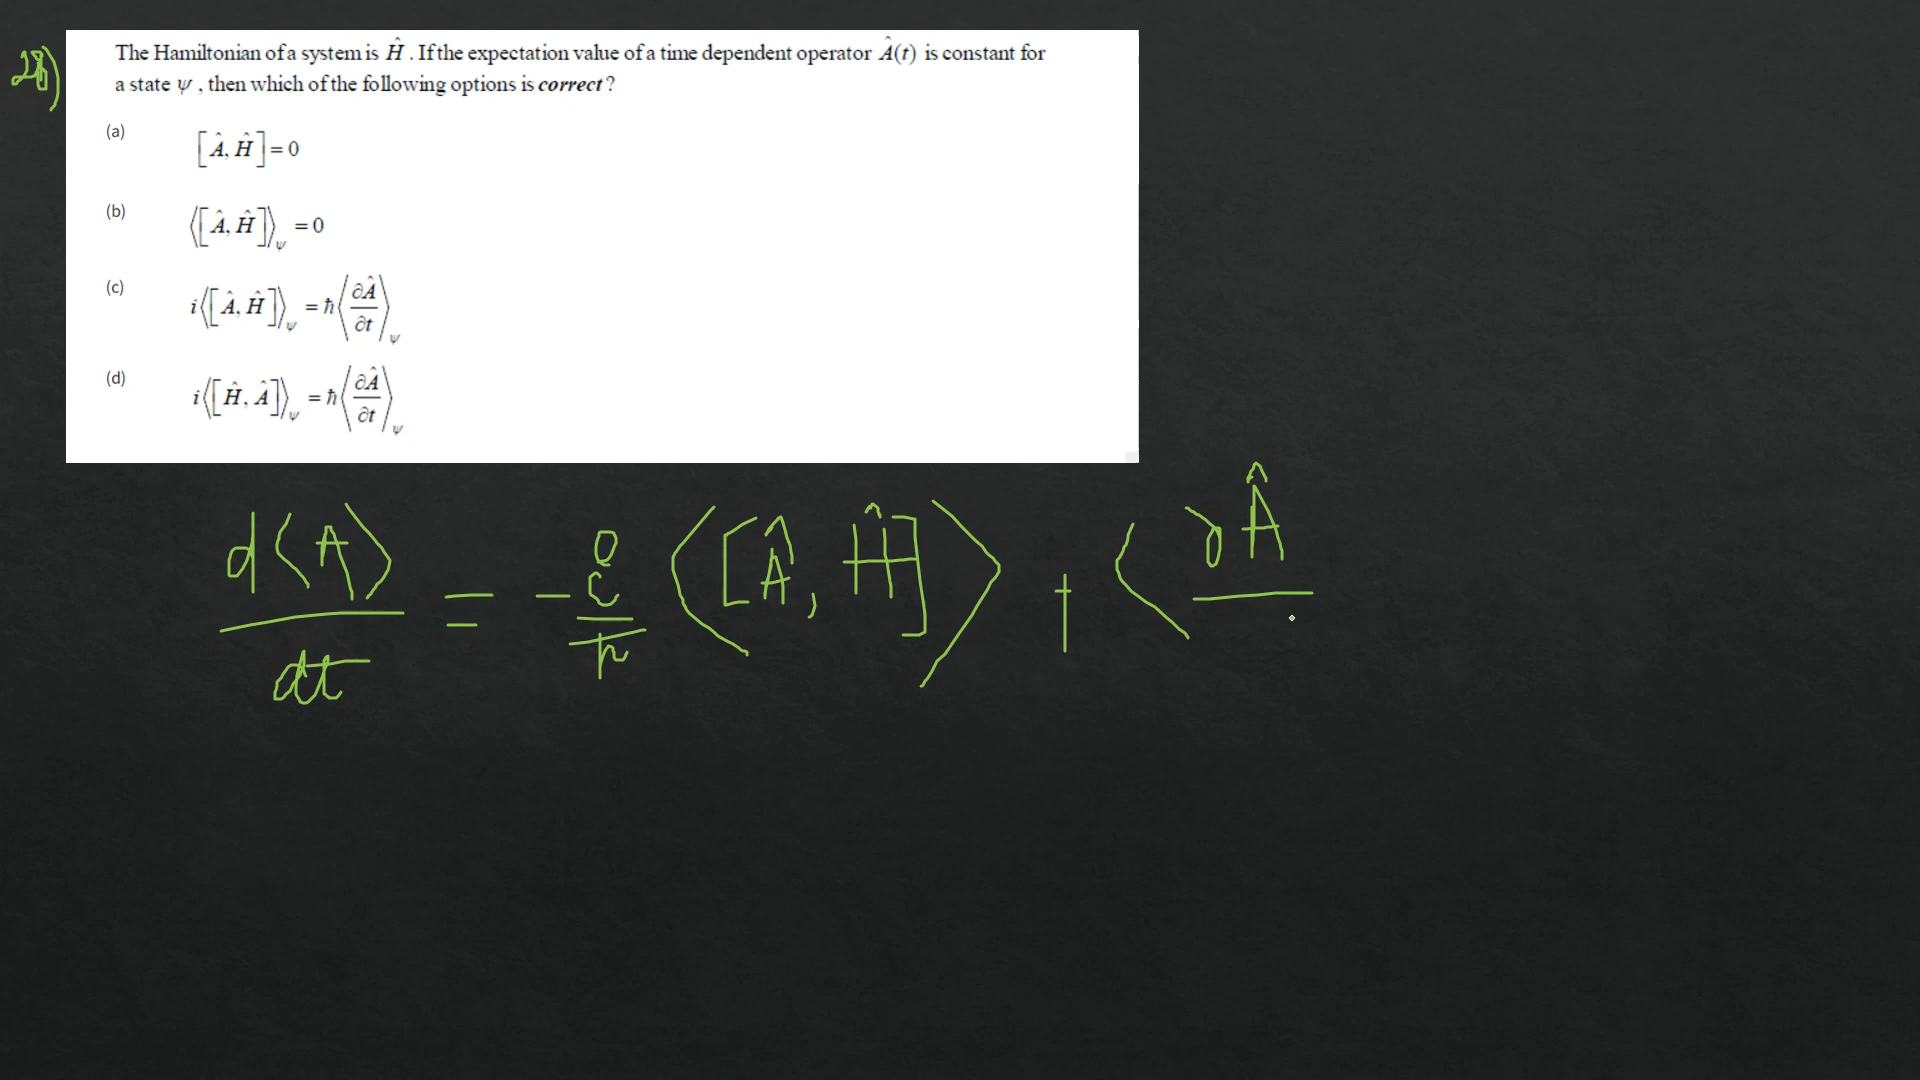 28)
The Hamiltonian of a system is Ĥ . If the expectation value of a time dependent operator Â(t) is constant for
a state ψ , then which of the following options is correct ?
(a) [Â, Ĥ] = 0
(b) ⟨[Â, Ĥ]⟩_ψ = 0
(c) i⟨[Â, Ĥ]⟩_ψ = ħ⟨∂Â/∂t⟩_ψ
(d) i⟨[Ĥ, Â]⟩_ψ = ħ⟨∂Â/∂t⟩_ψ
d⟨A⟩/dt = -i/ħ ⟨[Â, Ĥ]⟩ + ⟨∂Â